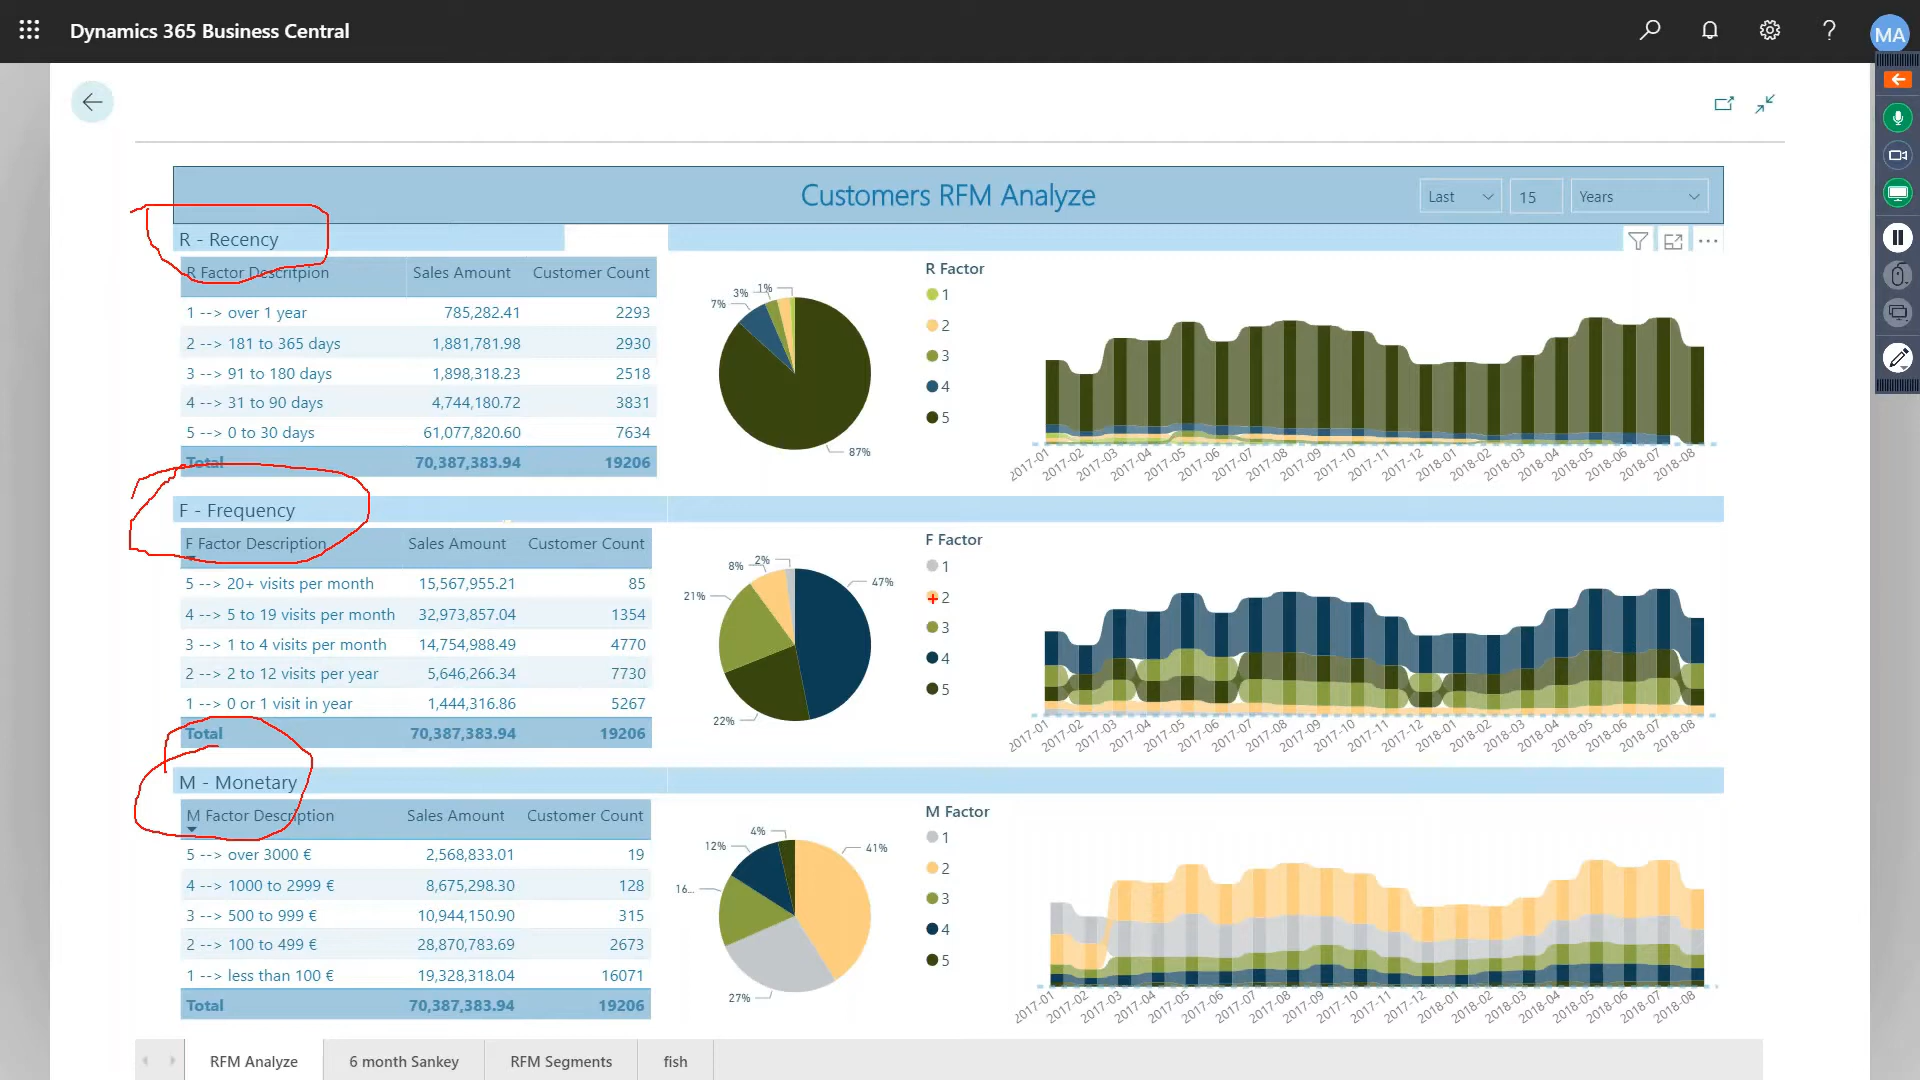 Dynamics 365 Business Central
MA
Customers RFM Analyze
Last 15 Years
R - Recency
R Factor Descritpion Sales Amount Customer Count
1 --> over 1 year 785,282.41 2293
2 --> 181 to 365 days 1,881,781.98 2930
3 --> 91 to 180 days 1,898,318.23 2518
4 --> 31 to 90 days 4,744,180.72 3831
5 --> 0 to 30 days 61,077,820.60 7634
Total 70,387,383.94 19206
7% 3% 1%
87%
R Factor
1
2
3
4
5
2017-01 2017-02 2017-03 2017-04 2017-05 2017-06 2017-07 2017-08 2017-09 2017-10 2017-11 2017-12 2018-01 2018-02 2018-03 2018-04 2018-05 2018-06 2018-07 2018-08
F - Frequency
F Factor Description Sales Amount Customer Count
5 --> 20+ visits per month 15,567,955.21 85
4 --> 5 to 19 visits per month 32,973,857.04 1354
3 --> 1 to 4 visits per month 14,754,988.49 4770
2 --> 2 to 12 visits per year 5,646,266.34 7730
1 --> 0 or 1 visit in year 1,444,316.86 5267
Total 70,387,383.94 19206
8% 2%
47%
21%
22%
F Factor
1
2
3
4
5
2017-01 2017-02 2017-03 2017-04 2017-05 2017-06 2017-07 2017-08 2017-09 2017-10 2017-11 2017-12 2018-01 2018-02 2018-03 2018-04 2018-05 2018-06 2018-07 2018-08
M - Monetary
M Factor Description Sales Amount Customer Count
5 --> over 3000 € 2,568,833.01 19
4 --> 1000 to 2999 € 8,675,298.30 128
3 --> 500 to 999 € 10,944,150.90 315
2 --> 100 to 499 € 28,870,783.69 2673
1 --> less than 100 € 19,328,318.04 16071
Total 70,387,383.94 19206
4%
12% 41%
16...
27%
M Factor
1
2
3
4
5
2017-01 2017-02 2017-03 2017-04 2017-05 2017-06 2017-07 2017-08 2017-09 2017-10 2017-11 2017-12 2018-01 2018-02 2018-03 2018-04 2018-05 2018-06 2018-07 2018-08
RFM Analyze 6 month Sankey RFM Segments fish